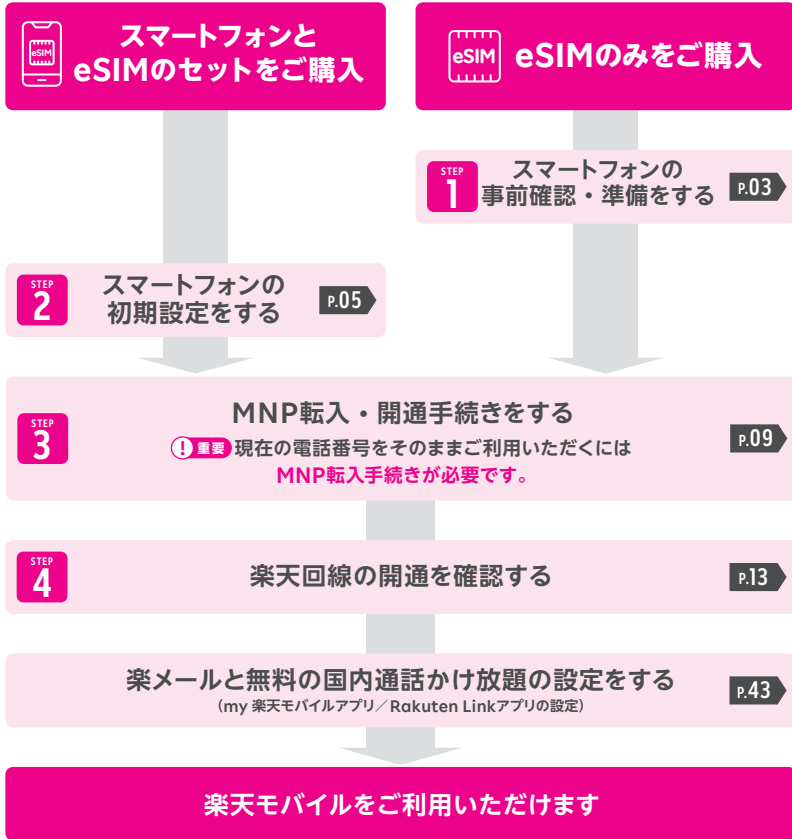 eSIM
スマートフォンと
eSIMのセットをご購入
eSIM
eSIMのみをご購入
STEP
1
スマートフォンの
事前確認・準備をする
P.03
STEP
2
スマートフォンの
初期設定をする
P.05
STEP
3
MNP転入・開通手続きをする
! 重要 現在の電話番号をそのままご利用いただくには
MNP転入手続きが必要です。
P.09
STEP
4
楽天回線の開通を確認する
P.13
楽メールと無料の国内通話かけ放題の設定をする
(my 楽天モバイルアプリ/Rakuten Linkアプリの設定)
P.43
楽天モバイルをご利用いただけます